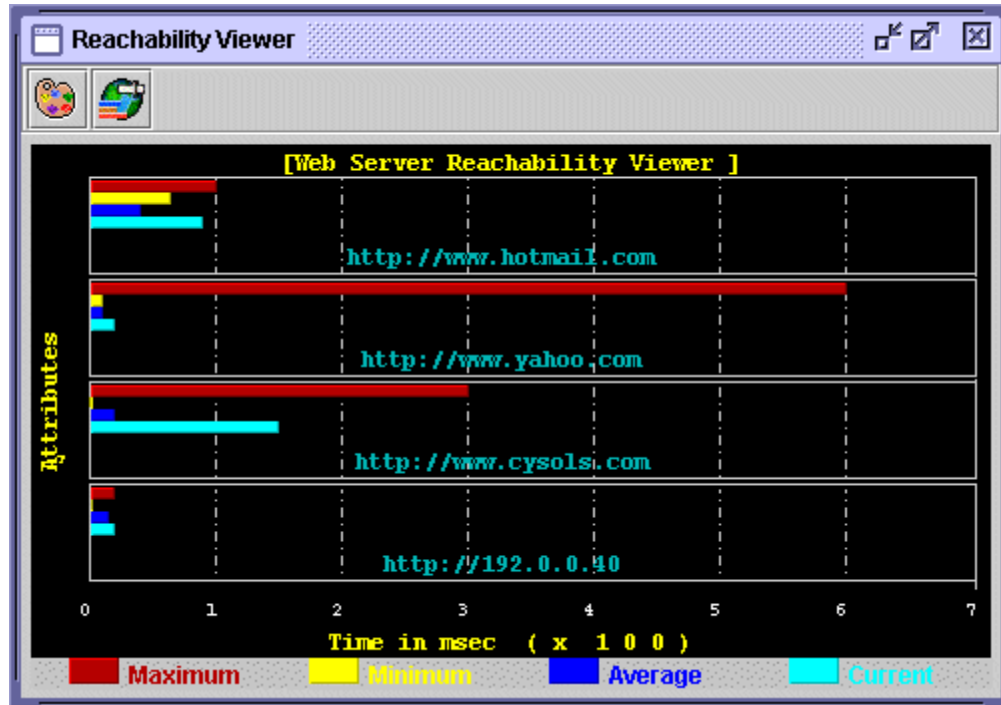 Reachability Viewer
[Web Server Reachability Viewer ]
http://www.hotmail.com
http://www.yahoo.com
http://www.cysols.com
http://192.0.0.40
Attributes
0 1 2 3 4 5 6 7
Time in msec ( x 1 0 0 )
Maximum Minimum Average Current